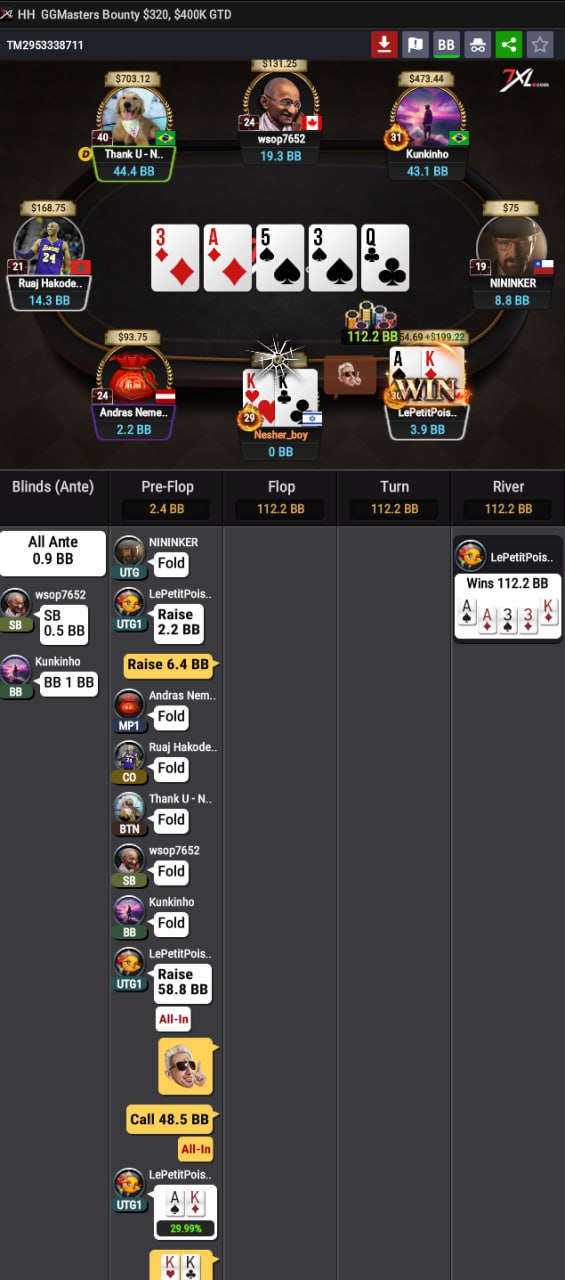 HH GGMasters Bounty $320, $400K GTD
TM2953338711
BB
$703.12
$131.25
$473.44
7XL.com
40
24
31
D
Thank U - N..
44.4 BB
wsop7652
19.3 BB
Kunkinho
43.1 BB
$168.75
$75
3 A 5 3 Q
21
Ruaj Hakode..
14.3 BB
19
NININKER
8.8 BB
112.2 BB
54.69 +$199.22
$93.75
24
Andras Neme..
2.2 BB
K K
29
Nesher_boy
0 BB
A K
30
WIN
LePetitPois..
3.9 BB
Blinds (Ante)
Pre-Flop
2.4 BB
Flop
112.2 BB
Turn
112.2 BB
River
112.2 BB
All Ante
0.9 BB
wsop7652
SB
SB
0.5 BB
Kunkinho
BB
BB 1 BB
NININKER
UTG
Fold
LePetitPois..
UTG1
Raise
2.2 BB
Raise 6.4 BB
Andras Nem..
MP1
Fold
Ruaj Hakode..
CO
Fold
Thank U - N..
BTN
Fold
wsop7652
SB
Fold
Kunkinho
BB
Fold
LePetitPois..
UTG1
Raise
58.8 BB
All-In
Call 48.5 BB
All-In
LePetitPois..
UTG1
A K
29.99%
K K
LePetitPois..
Wins 112.2 BB
A A 3 3 K